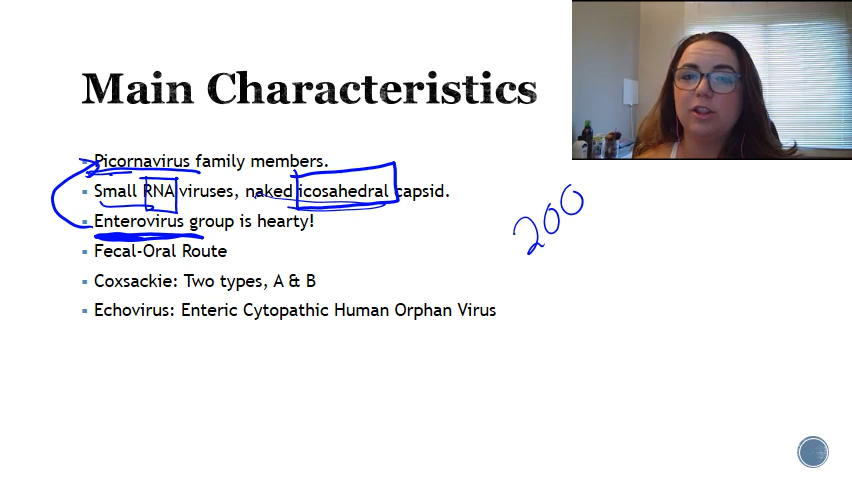 Main Characteristics
Picornavirus family members.
Small RNA viruses, naked icosahedral capsid.
Enterovirus group is hearty!
Fecal-Oral Route
Coxsackie: Two types, A & B
Echovirus: Enteric Cytopathic Human Orphan Virus
200